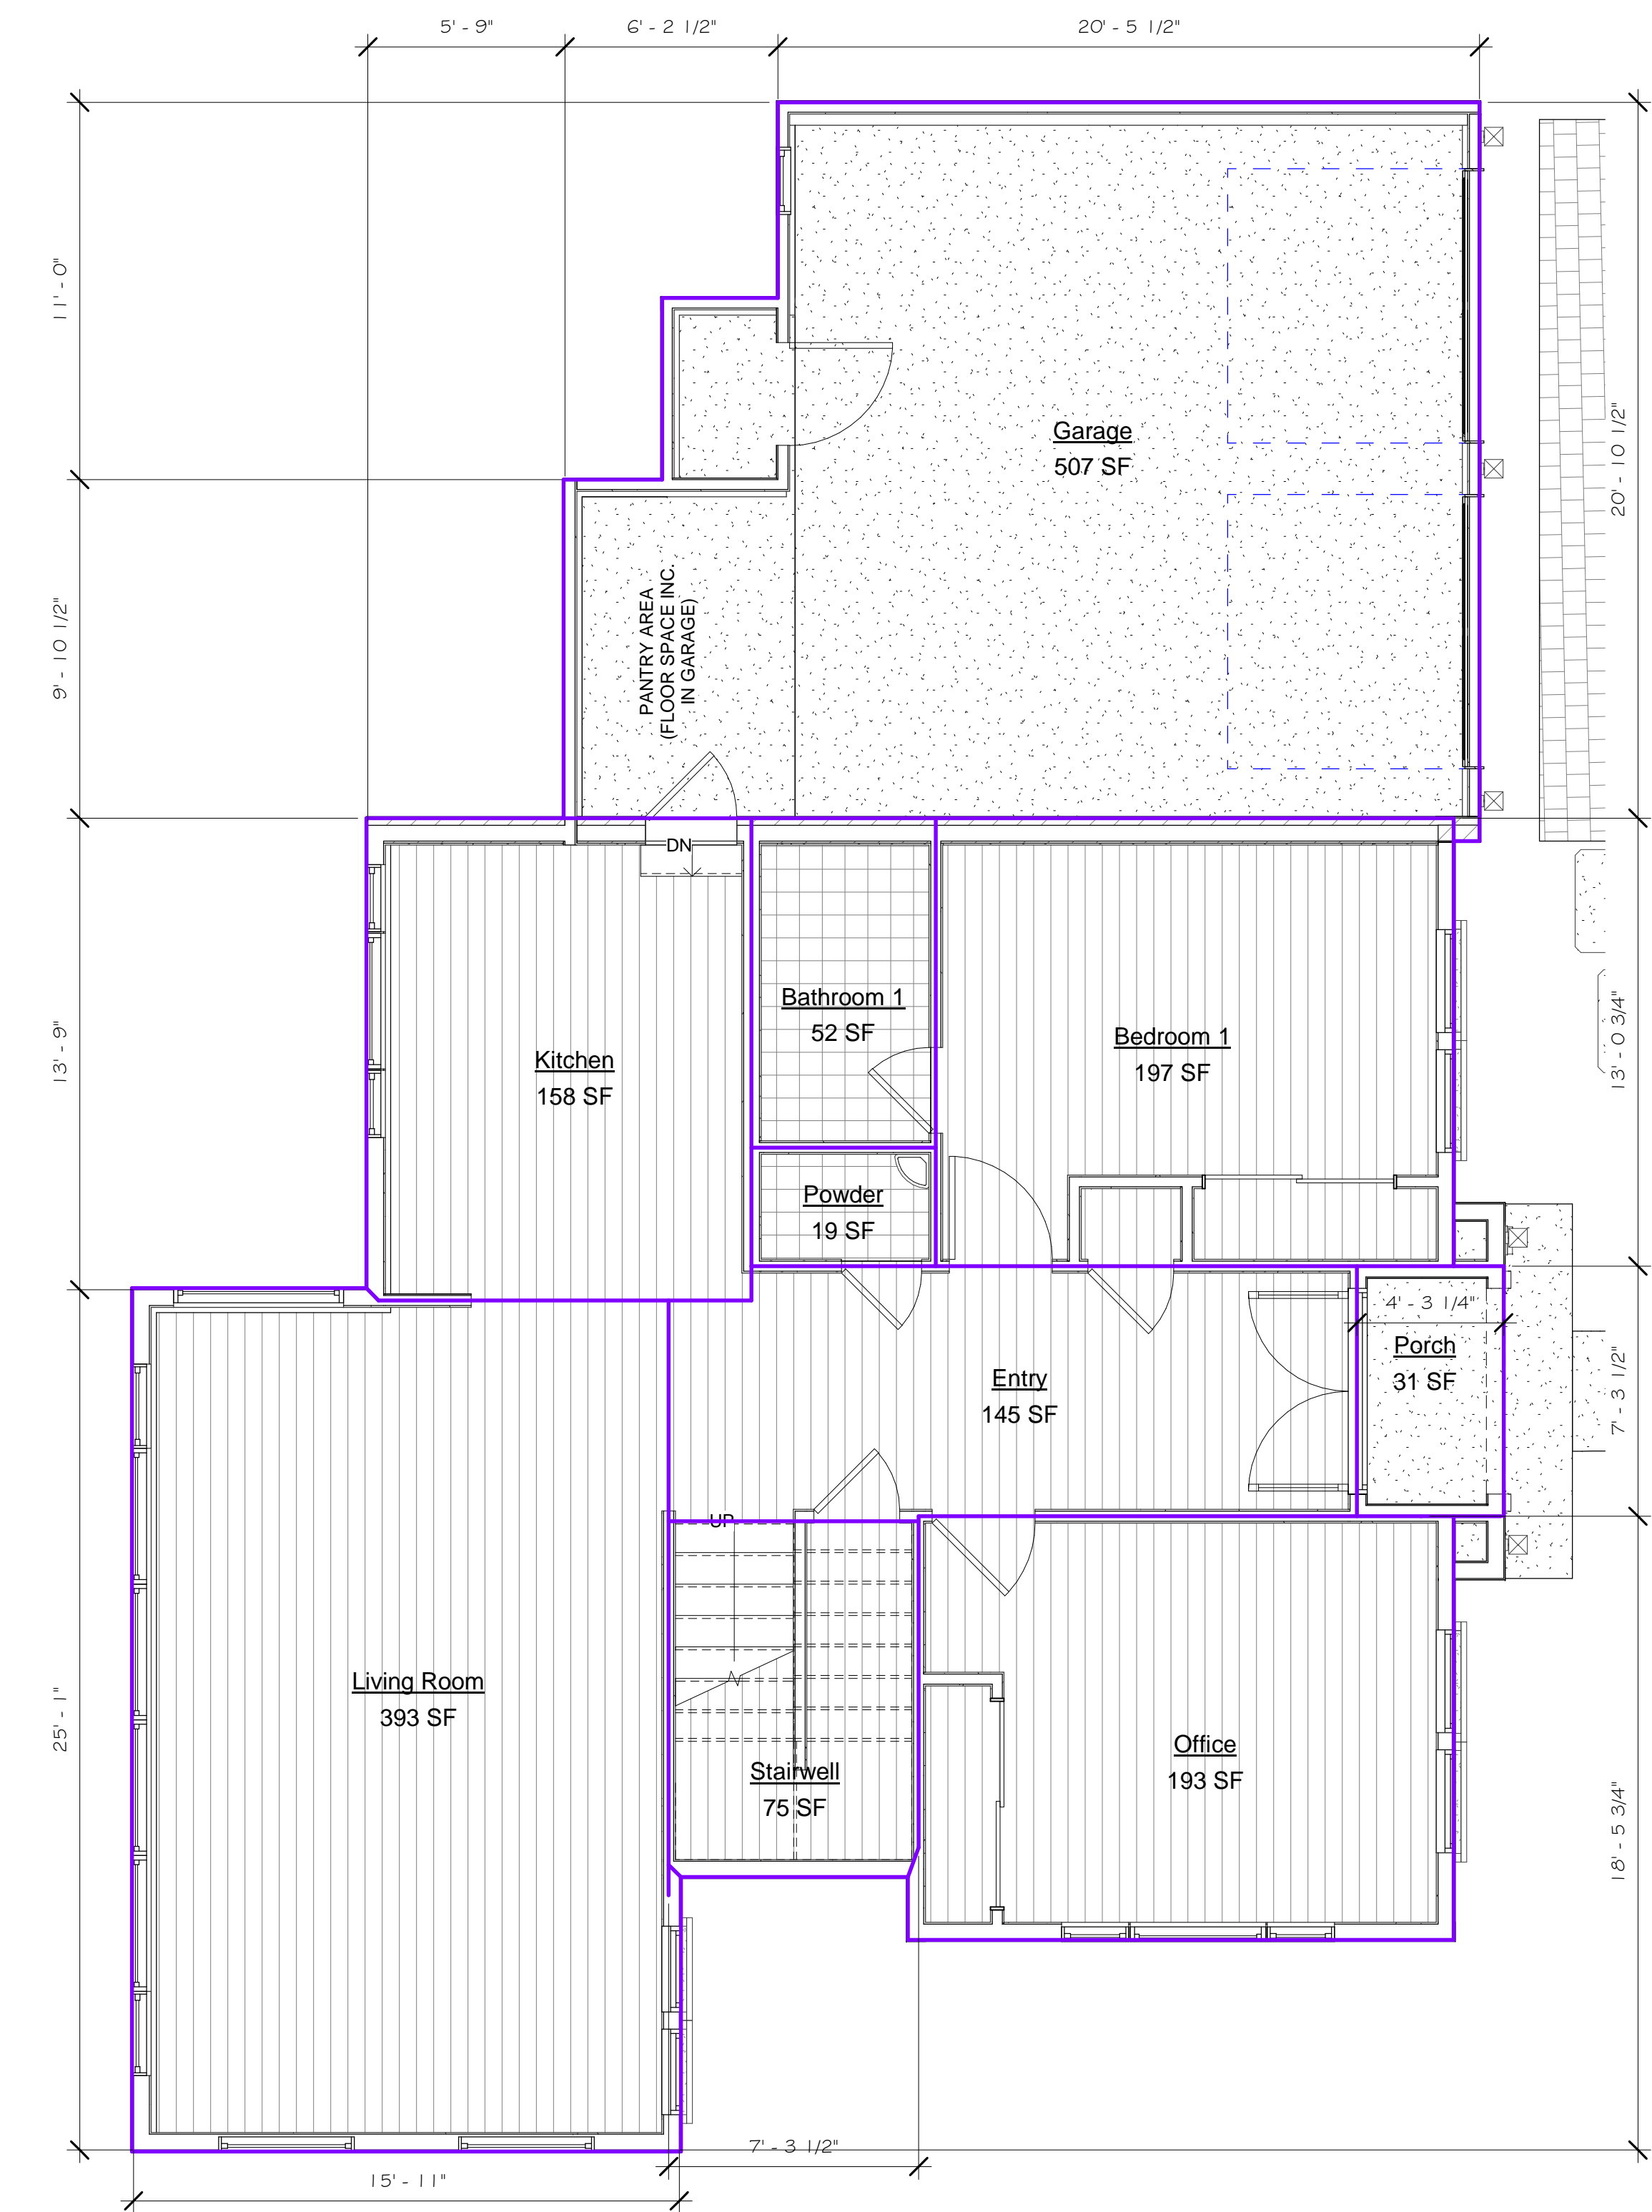 5' - 9"
6' - 2 1/2"
20' - 5 1/2"
11' - 0"
Garage
507 SF
20' - 10 1/2"
9' - 10 1/2"
PANTRY AREA
(FLOOR SPACE INC.
IN GARAGE)
DN
Bathroom 1
52 SF
Bedroom 1
197 SF
13' - 0 3/4"
13' - 9"
Kitchen
158 SF
Powder
19 SF
4' - 3 1/4"
Porch
31 SF
Entry
145 SF
7' - 3 1/2"
UP
Living Room
393 SF
25' - 1"
Office
193 SF
Stairwell
75 SF
18' - 5 3/4"
7' - 3 1/2"
15' - 11"